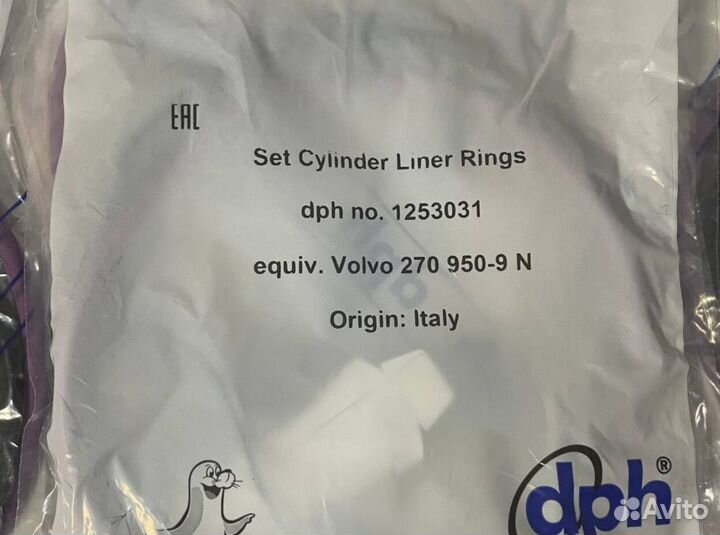 EAC
Set Cylinder Liner Rings
dph no. 1253031
equiv. Volvo 270 950-9 N
Origin: Italy
dph®
Avito